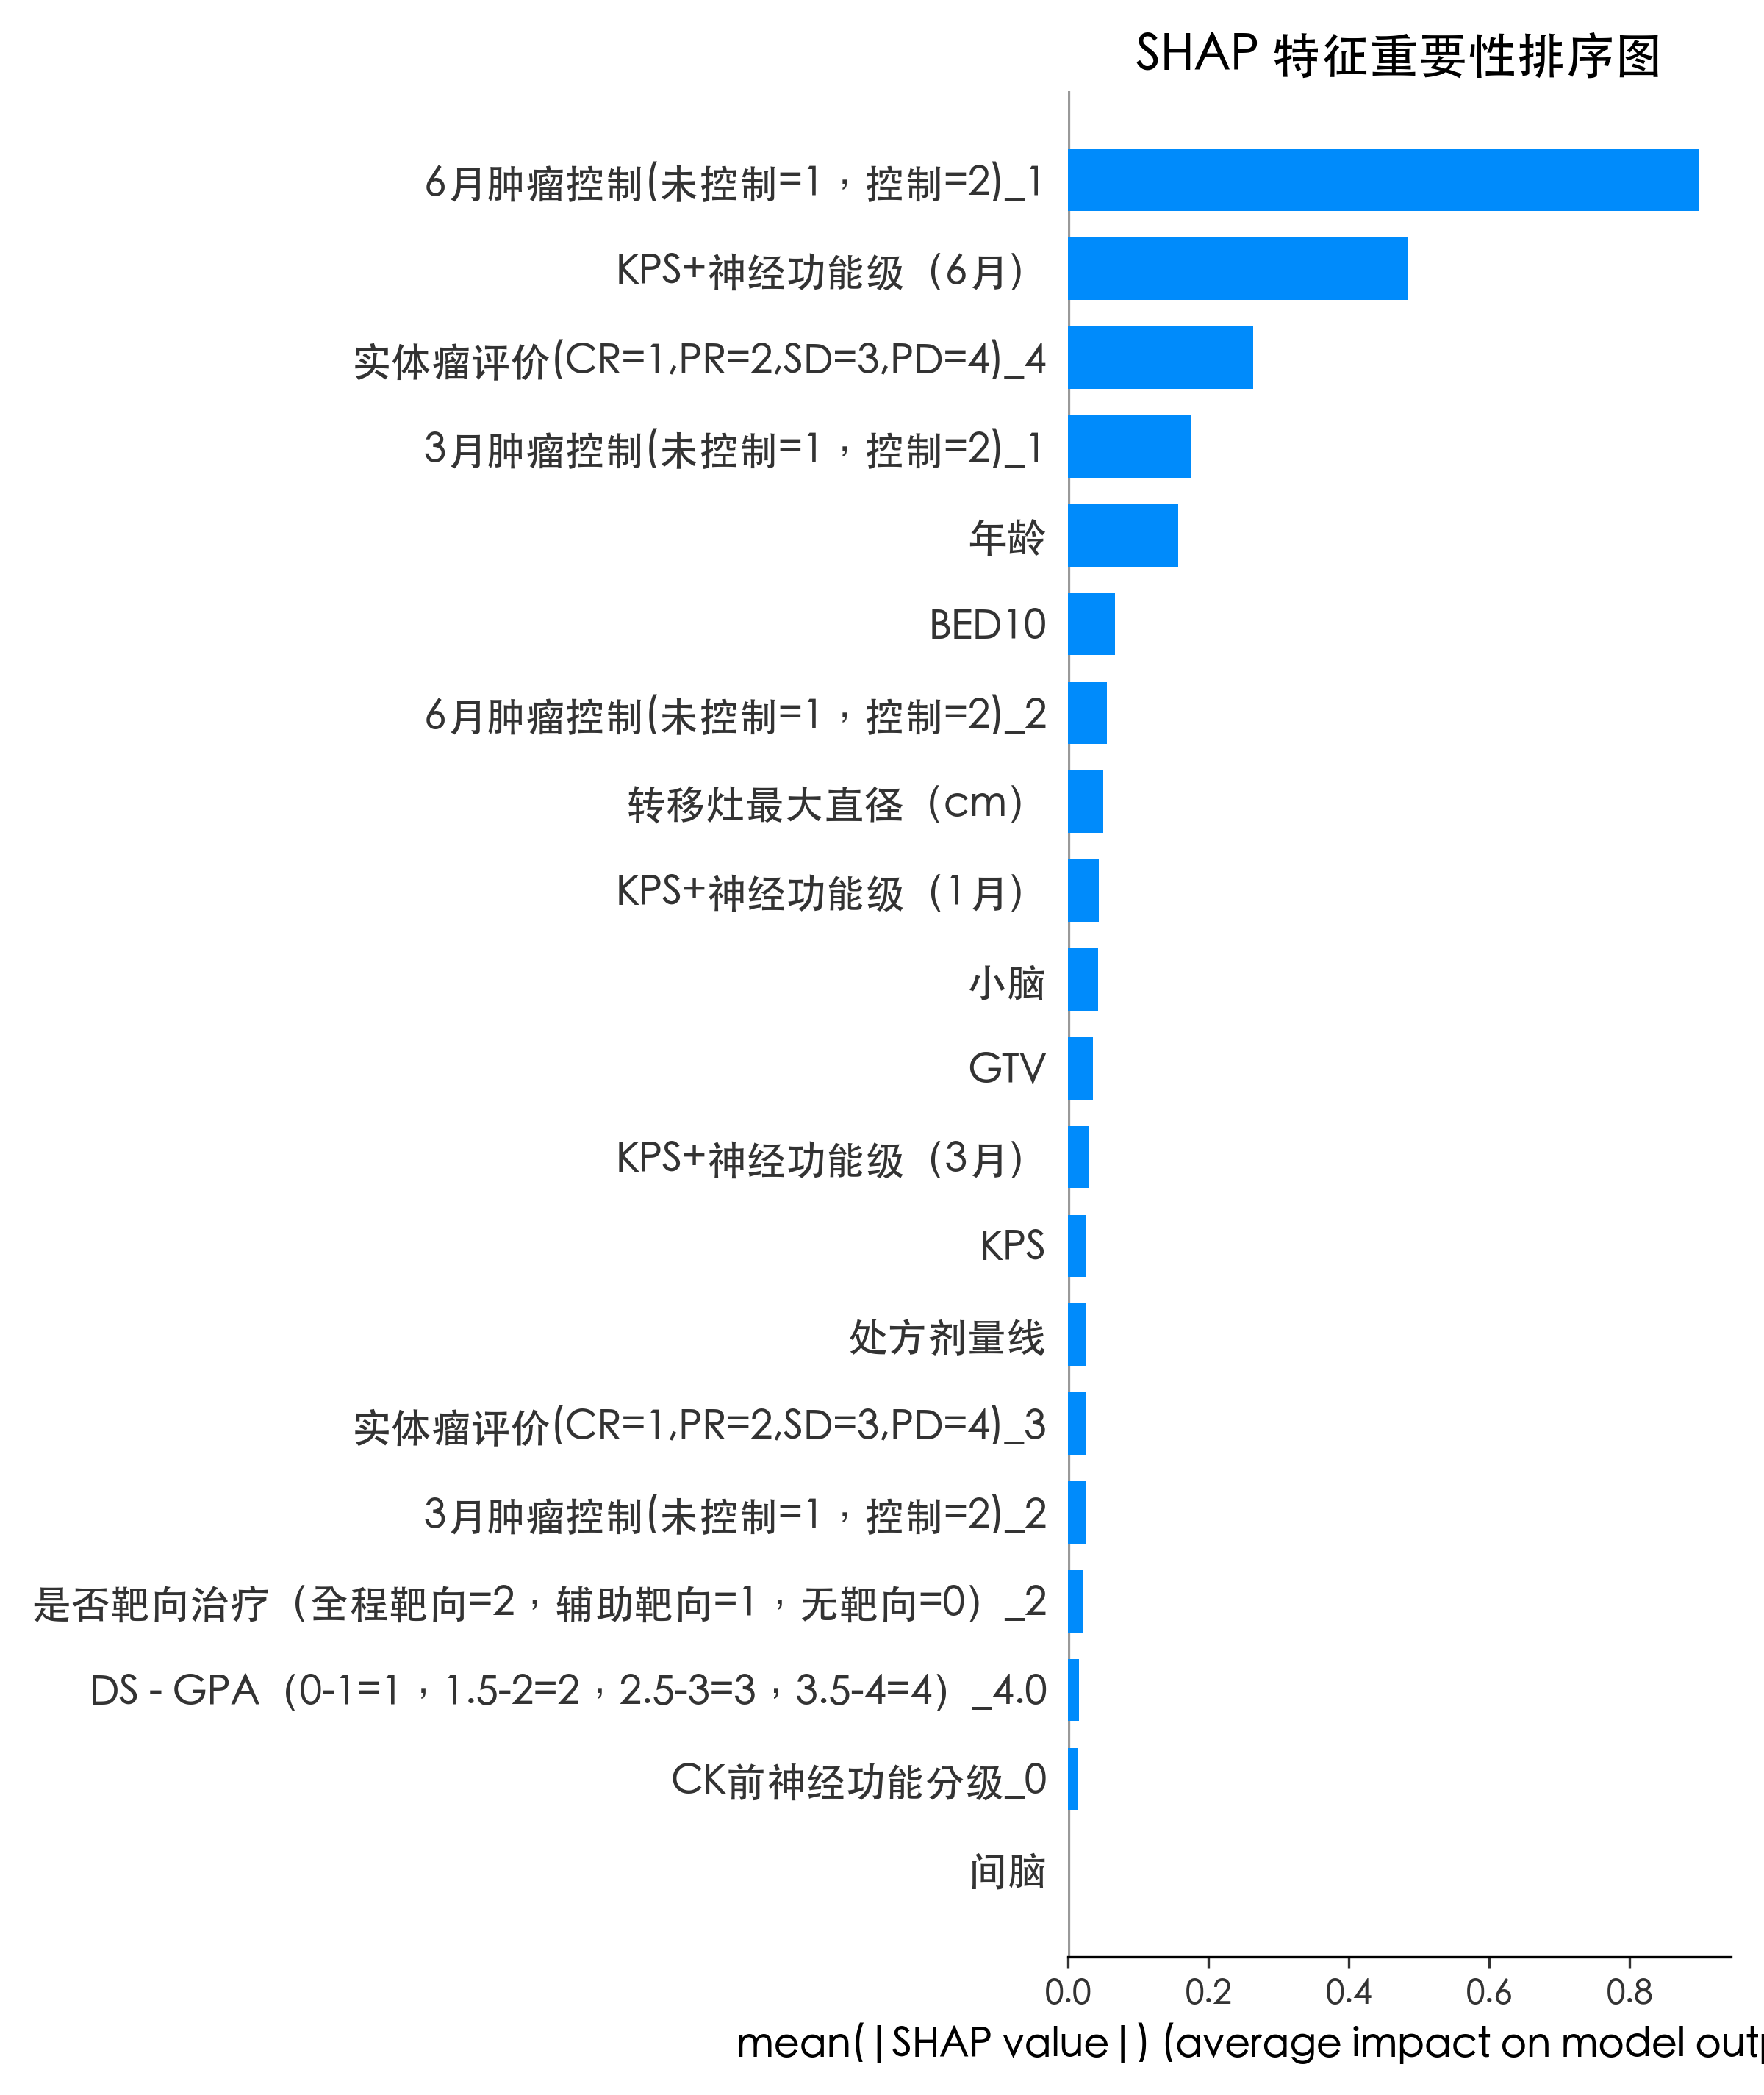 SHAP 特征重要性排序图
6月肿瘤控制(未控制=1，控制=2)_1
KPS+神经功能级（6月）
实体瘤评价(CR=1,PR=2,SD=3,PD=4)_4
3月肿瘤控制(未控制=1，控制=2)_1
年龄
BED10
6月肿瘤控制(未控制=1，控制=2)_2
转移灶最大直径（cm）
KPS+神经功能级（1月）
小脑
GTV
KPS+神经功能级（3月）
KPS
处方剂量线
实体瘤评价(CR=1,PR=2,SD=3,PD=4)_3
3月肿瘤控制(未控制=1，控制=2)_2
是否靶向治疗（全程靶向=2，辅助靶向=1，无靶向=0）_2
DS - GPA（0-1=1，1.5-2=2，2.5-3=3，3.5-4=4）_4.0
CK前神经功能分级_0
间脑
0.0 0.2 0.4 0.6 0.8
mean(|SHAP value|) (average impact on model outp